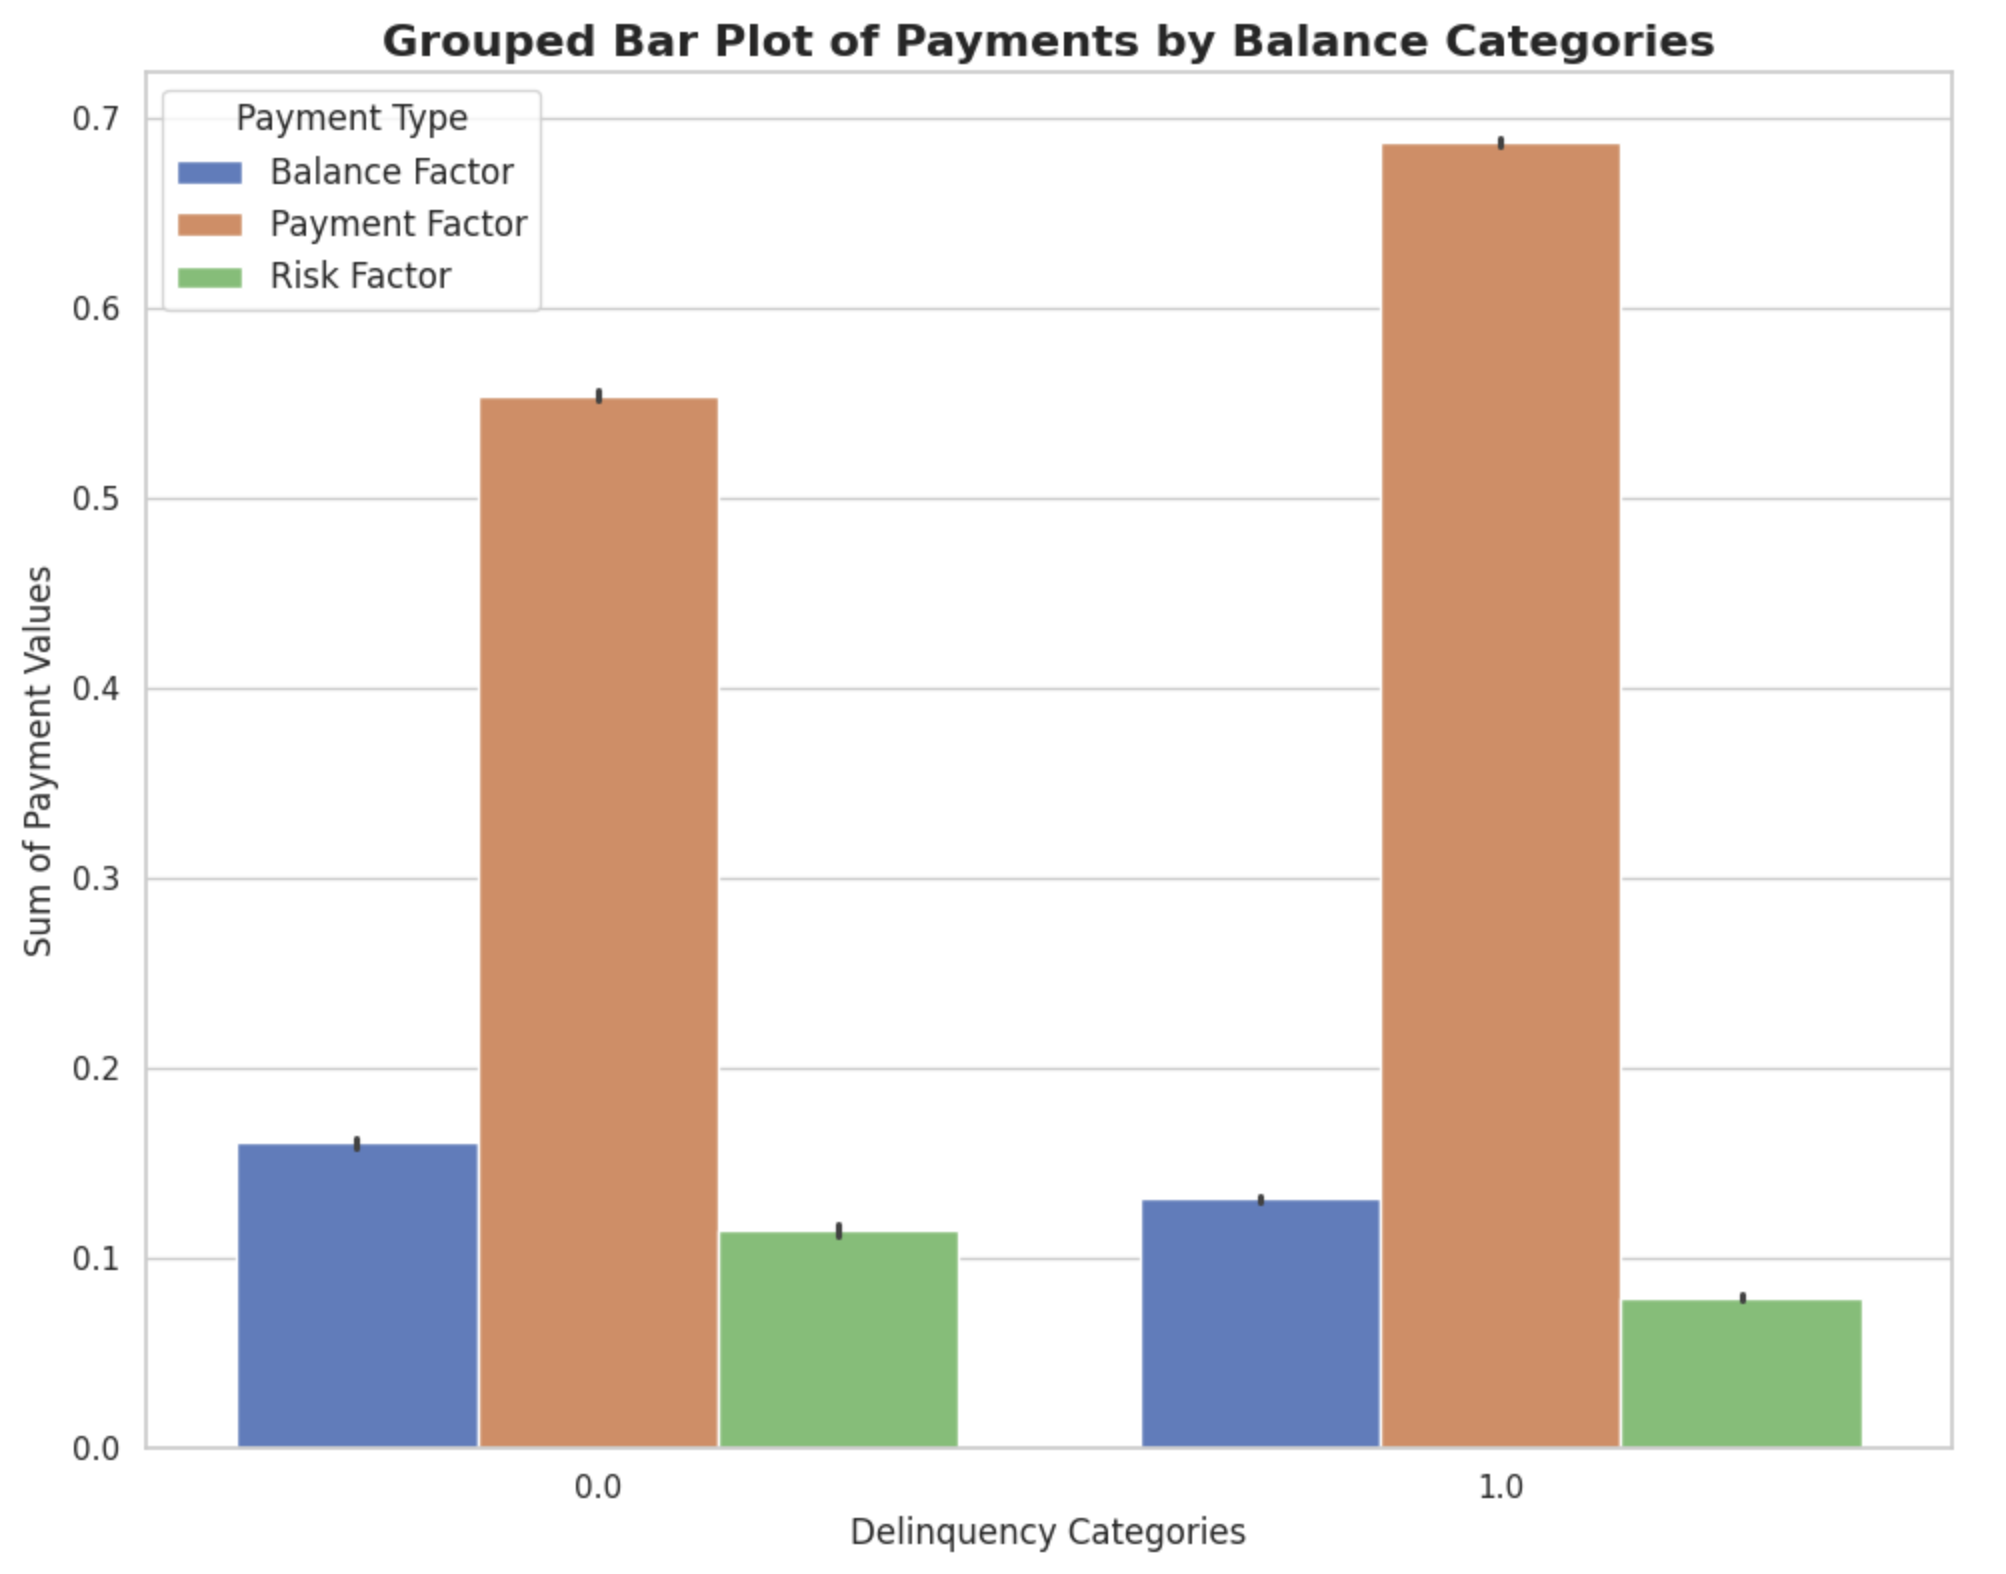 Grouped Bar Plot of Payments by Balance Categories
Payment Type
Balance Factor
Payment Factor
Risk Factor
0.7
0.6
0.5
0.4
0.3
0.2
0.1
0.0
Sum of Payment Values
0.0
1.0
Delinquency Categories